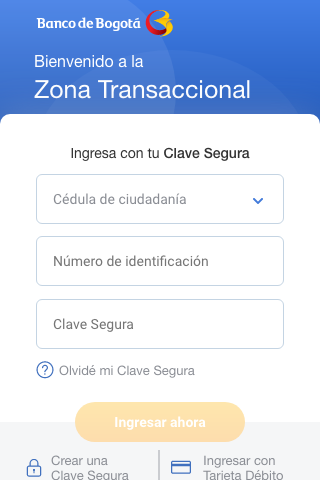 Banco de Bogotá
Bienvenido a la
Zona Transaccional
Ingresa con tu Clave Segura
Cédula de ciudadanía
Número de identificación
Clave Segura
Olvidé mi Clave Segura
Ingresar ahora
Crear una
Clave Segura
Ingresar con
Tarjeta Débito